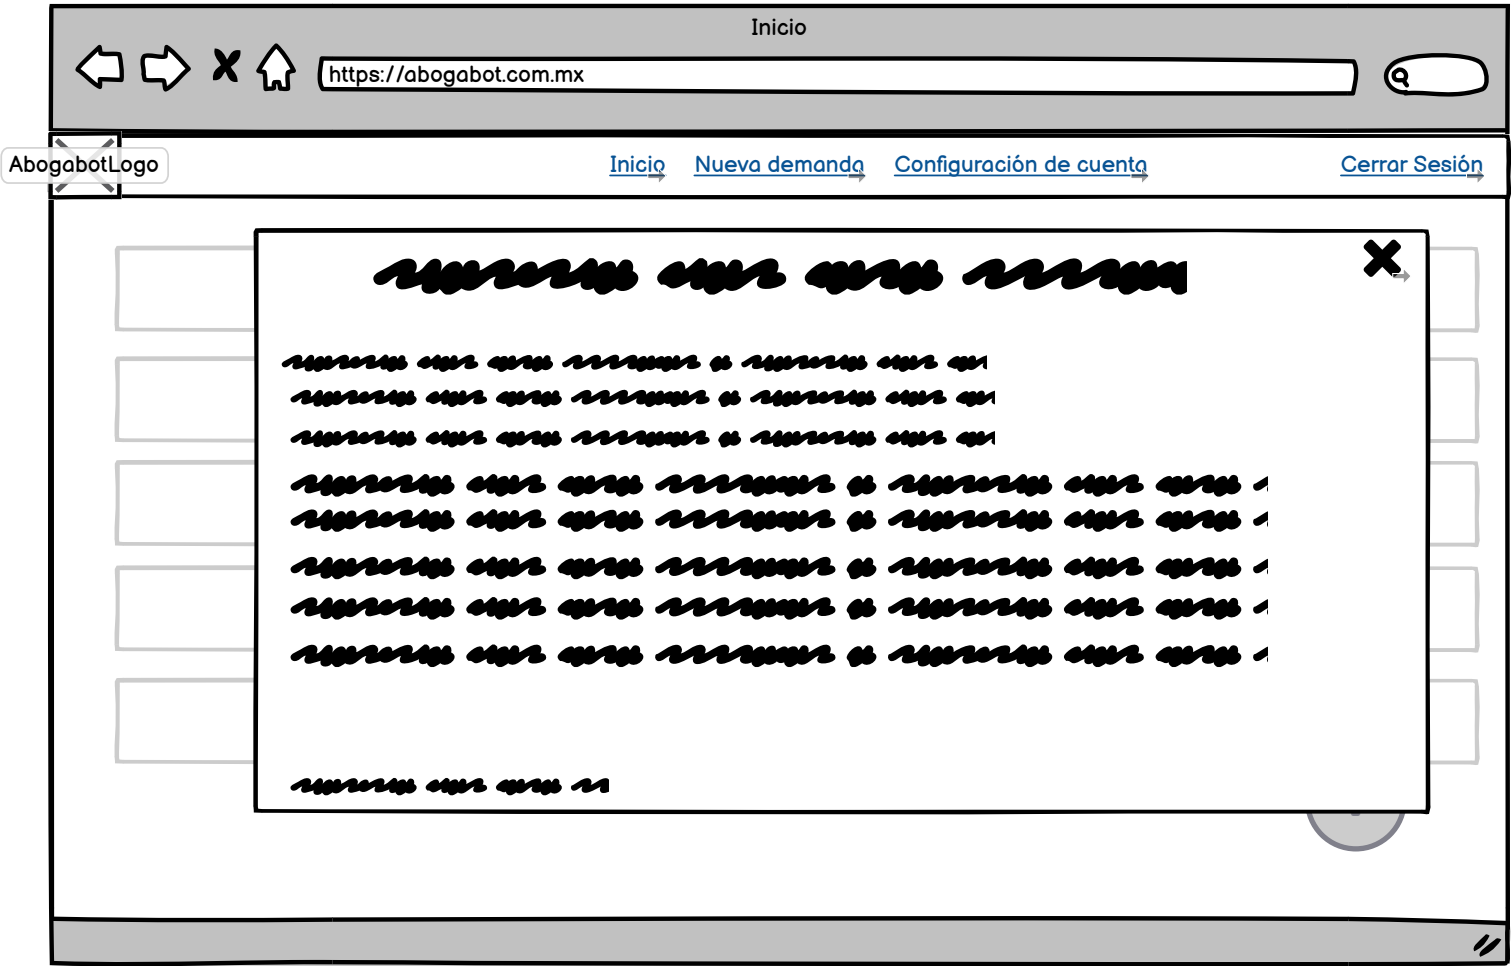 Inicio
https://abogabot.com.mx
AbogabotLogo
Inicio Nueva demanda Configuración de cuenta Cerrar Sesión